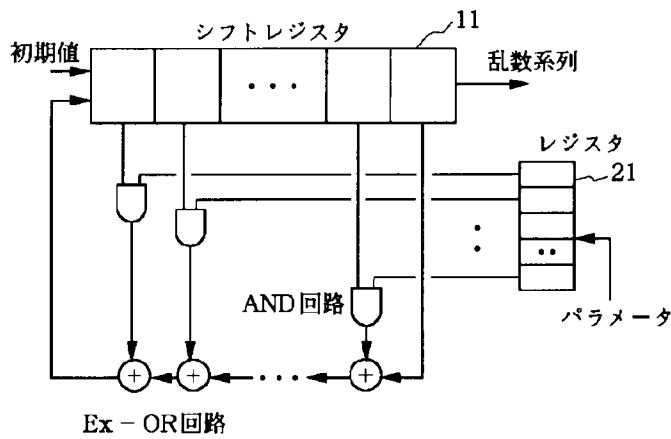 シフトレジスタ
11
初期値
乱数系列
レジスタ
21
AND回路
パラメータ
Ex-OR回路